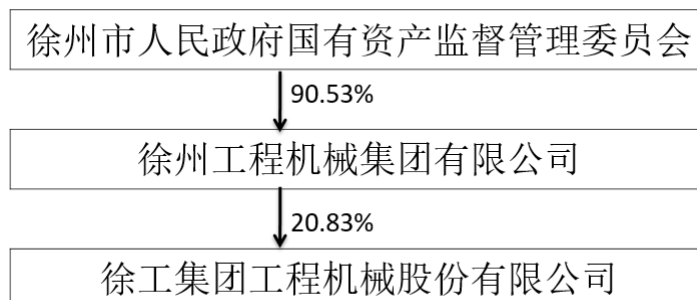 徐州市人民政府国有资产监督管理委员会
90.53%
徐州工程机械集团有限公司
20.83%
徐工集团工程机械股份有限公司